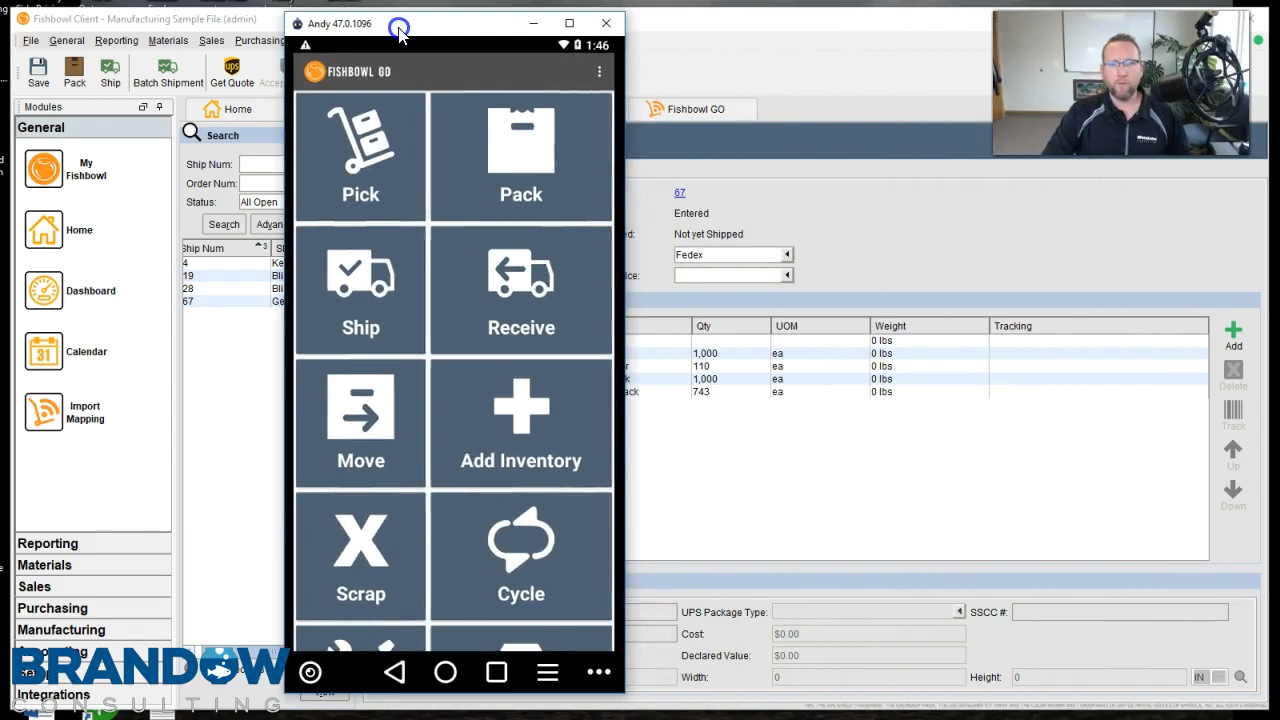 Fishbowl Client - Manufacturing Sample File (admin)
Andy 47.0.1096
File General Reporting Materials Sales Purchasing
1:46
FISHBOWL GO
Save Pack Ship Batch Shipment Get Quote
Modules
Home
Fishbowl GO
General
Search
My
Fishbowl
Home
Dashboard
Calendar
Import
Mapping
Ship Num:
Order Num:
Status: All Open
Search
Ship Num
4
19
28
67
Pick
Pack
Ship
Receive
Move
Add Inventory
Scrap
Cycle
67
Entered
Not yet Shipped
Fedex
Qty UOM Weight Tracking
0 lbs
1,000 ea 0 lbs
110 ea 0 lbs
1,000 ea 0 lbs
743 ea 0 lbs
Add
Delete
Track
Up
Down
Reporting
Materials
Sales
Purchasing
Manufacturing
Integrations
BRANDOW
CONSULTING
UPS Package Type: SSCC #:
Cost: $0.00
Declared Value: $0.00
Width: 0 Height: 0 IN